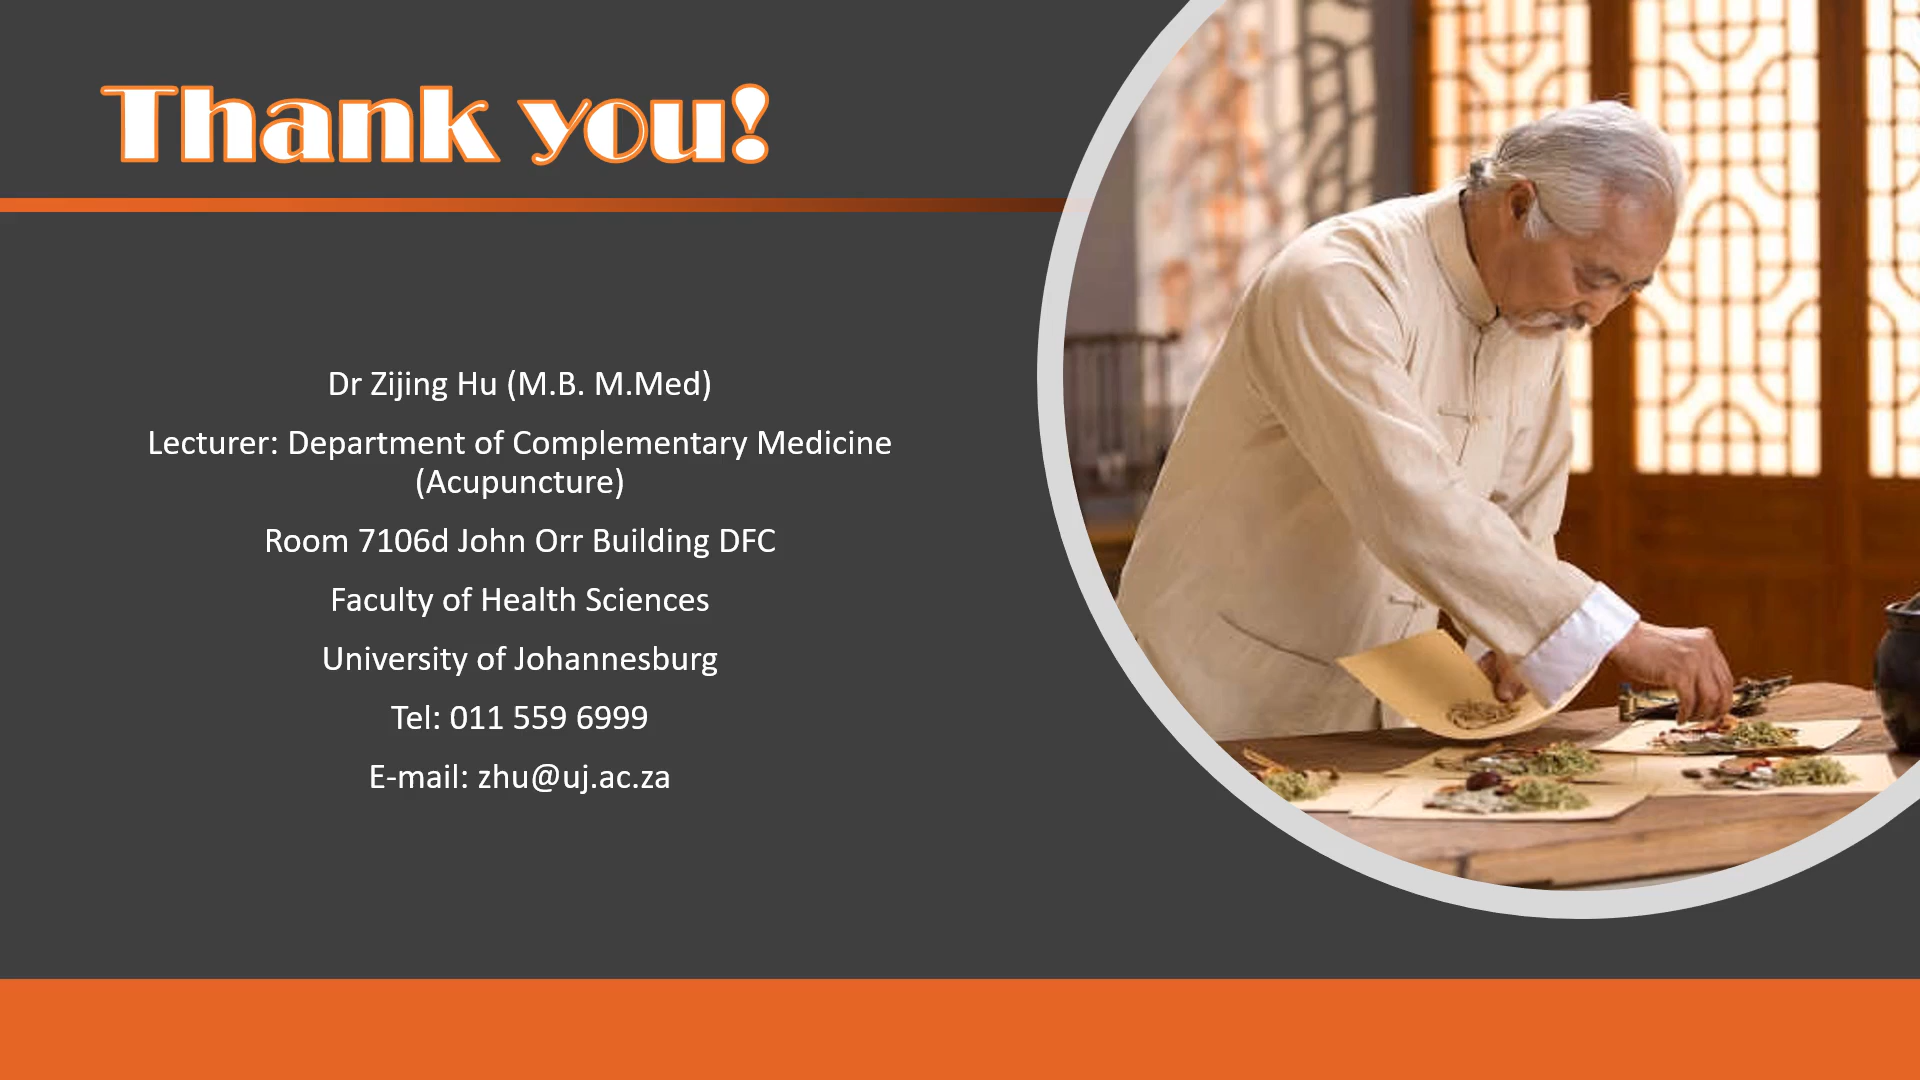 Thank you!
Dr Zijing Hu (M.B. M.Med)
Lecturer: Department of Complementary Medicine
(Acupuncture)
Room 7106d John Orr Building DFC
Faculty of Health Sciences
University of Johannesburg
Tel: 011 559 6999
E-mail: zhu@uj.ac.za